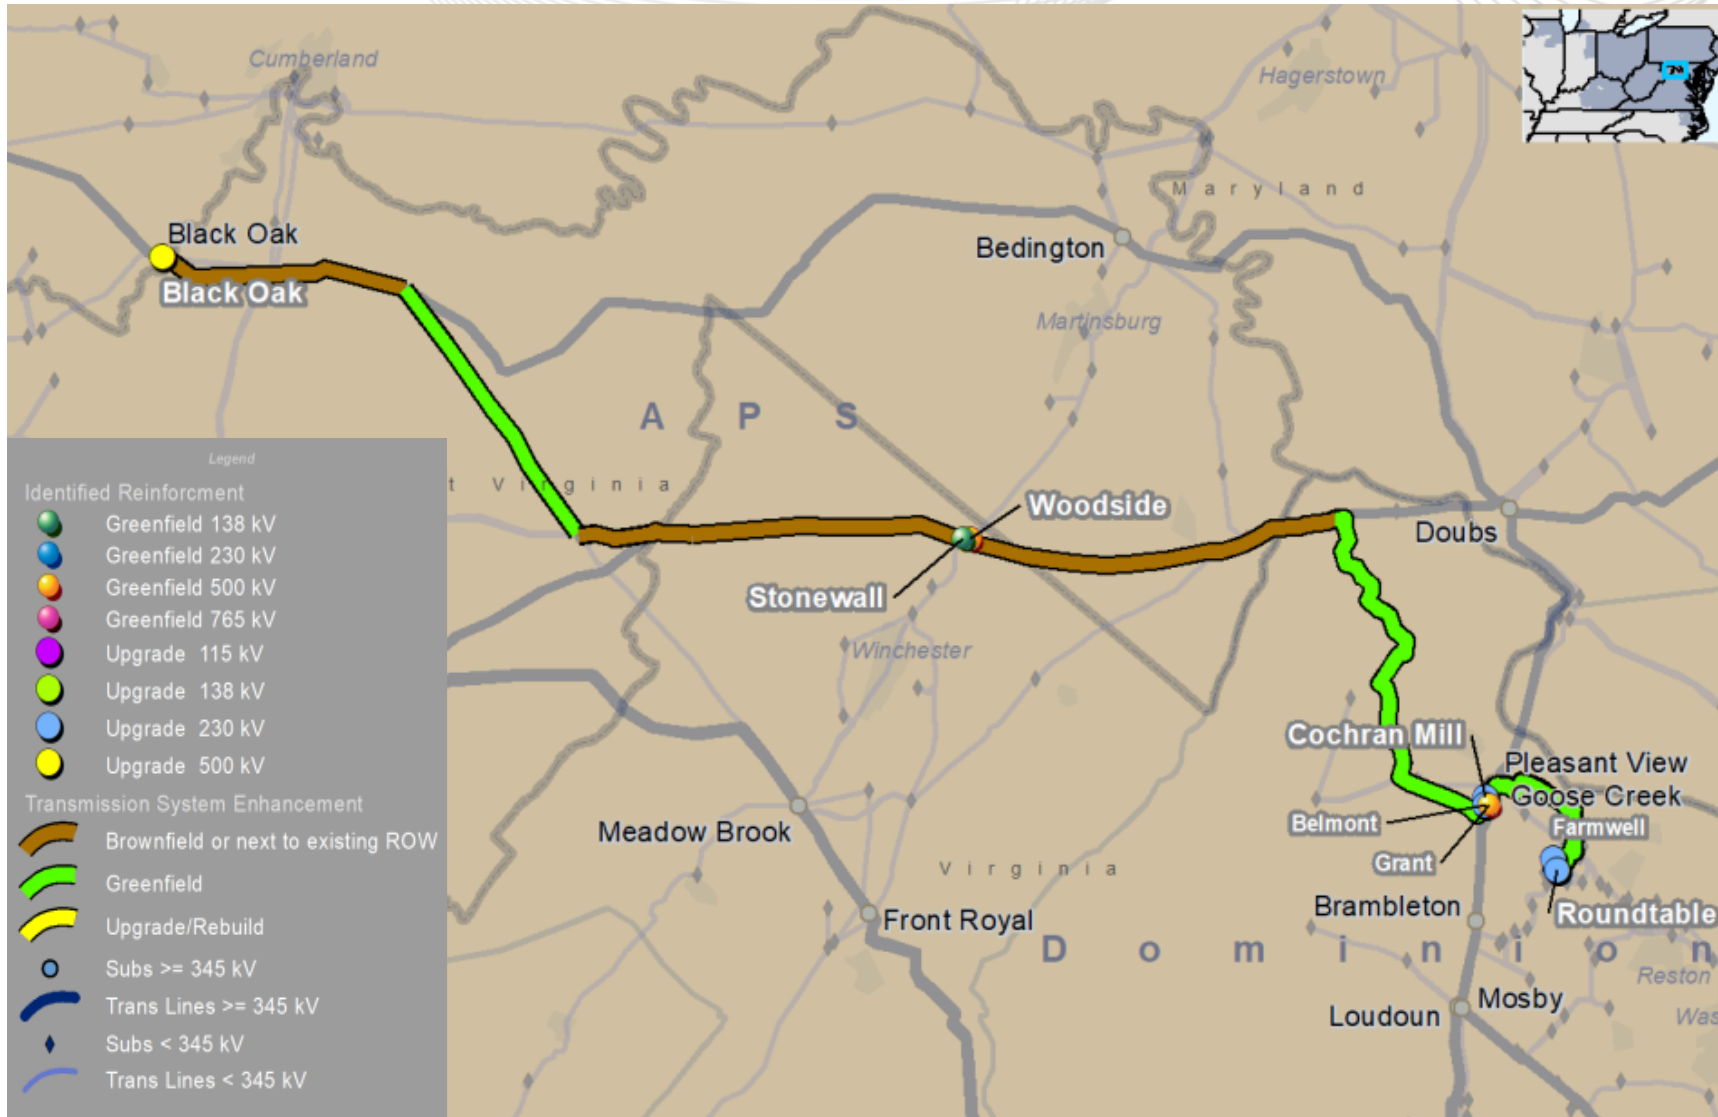 Cumberland
Hagerstown
Maryland
Black Oak
Black Oak
Bedington
Martinsburg
A P S
t Virginia
Woodside
Doubs
Stonewall
Winchester
Cochran Mill
Pleasant View
Goose Creek
Belmont
Farmwell
Meadow Brook
Grant
Virginia
Brambleton
Roundtable
Front Royal
Dominion
Reston
Mosby
Loudoun
Was
Legend
Identified Reinforcment
Greenfield 138 kV
Greenfield 230 kV
Greenfield 500 kV
Greenfield 765 kV
Upgrade 115 kV
Upgrade 138 kV
Upgrade 230 kV
Upgrade 500 kV
Transmission System Enhancement
Brownfield or next to existing ROW
Greenfield
Upgrade/Rebuild
Subs >= 345 kV
Trans Lines >= 345 kV
Subs < 345 kV
Trans Lines < 345 kV